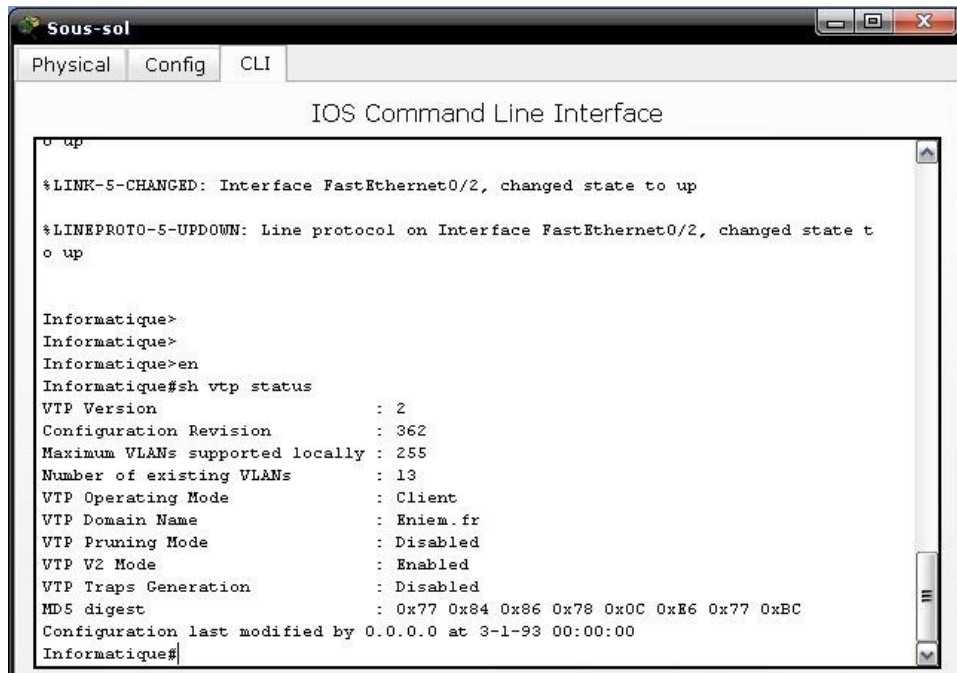 Sous-sol
Physical Config CLI
IOS Command Line Interface
o up
%LINK-5-CHANGED: Interface FastEthernet0/2, changed state to up
%LINEPROTO-5-UPDOWN: Line protocol on Interface FastEthernet0/2, changed state t
o up
Informatique>
Informatique>
Informatique>en
Informatique#sh vtp status
VTP Version : 2
Configuration Revision : 362
Maximum VLANs supported locally : 255
Number of existing VLANs : 13
VTP Operating Mode : Client
VTP Domain Name : Eniem.fr
VTP Pruning Mode : Disabled
VTP V2 Mode : Enabled
VTP Traps Generation : Disabled
MD5 digest : 0x77 0x84 0x86 0x78 0x0C 0xE6 0x77 0xBC
Configuration last modified by 0.0.0.0 at 3-1-93 00:00:00
Informatique#